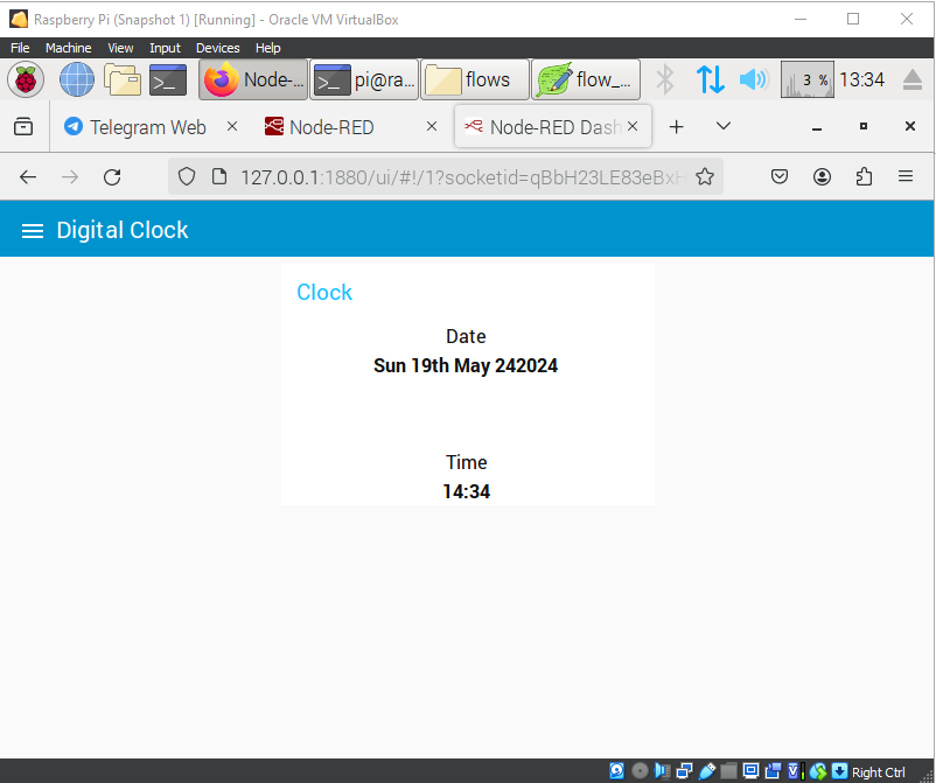 Raspberry Pi (Snapshot 1) [Running] - Oracle VM VirtualBox
File Machine View Input Devices Help
Node-... pi@ra... flows flow_... 3 % 13:34
Telegram Web Node-RED Node-RED Dash
127.0.0.1:1880/ui/#!/1?socketid=qBbH23LE83eBxH
Digital Clock
Clock
Date
Sun 19th May 242024
Time
14:34
Right Ctrl